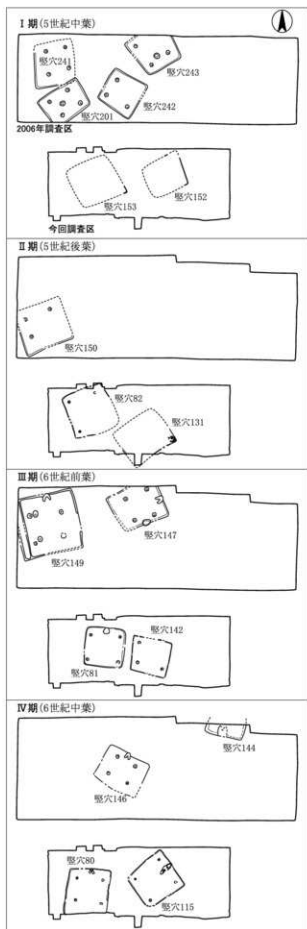 I期(5世紀中葉)
竪穴241
竪穴243
竪穴242
竪穴201
2006年調査区
竪穴152
竪穴153
今回調査区
II期(5世紀後葉)
竪穴150
竪穴82
竪穴131
III期(6世紀前葉)
竪穴147
竪穴149
竪穴142
竪穴81
IV期(6世紀中葉)
竪穴144
竪穴146
竪穴80
竪穴115